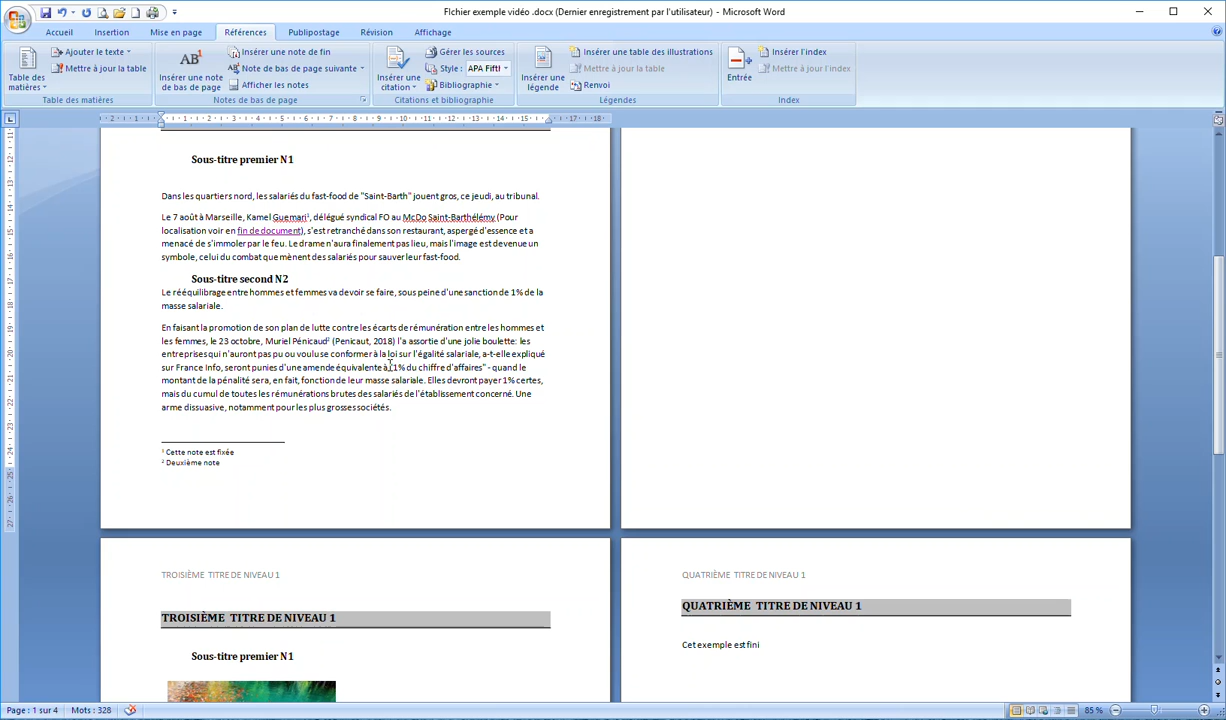 FIchier exemple vidéo .docx (Dernier enregistrement par l'utilisateur) - Microsoft Word
Accueil Insertion Mise en page Références Publipostage Révision Affichage
Table des matières
Ajouter le texte
Mettre à jour la table
Table des matières
AB¹
Insérer une note de bas de page
Insérer une note de fin
Note de bas de page suivante
Afficher les notes
Notes de bas de page
Insérer une citation
Gérer les sources
Style : APA Fift
Bibliographie
Citations et bibliographie
Insérer une légende
Insérer une table des illustrations
Mettre à jour la table
Renvoi
Légendes
Entrée
Insérer l'index
Mettre à jour l'index
Index
Sous-titre premier N1
Dans les quartiers nord, les salariés du fast-food de "Saint-Barth" jouent gros, ce jeudi, au tribunal.
Le 7 août à Marseille, Kamel Guemari¹, délégué syndical FO au McDo Saint-Barthélémy (Pour
localisation voir en fin de document), s'est retranché dans son restaurant, aspergé d'essence et a
menacé de s'immoler par le feu. Le drame n'aura finalement pas lieu, mais l'image est devenue un
symbole, celui du combat que mènent des salariés pour sauver leur fast-food.
Sous-titre second N2
Le rééquilibrage entre hommes et femmes va devoir se faire, sous peine d'une sanction de 1% de la
masse salariale.
En faisant la promotion de son plan de lutte contre les écarts de rémunération entre les hommes et
les femmes, le 23 octobre, Muriel Pénicaud² (Penicaut, 2018) l'a assortie d'une jolie boulette: les
entreprises qui n'auront pas pu ou voulu se conformer à la loi sur l'égalité salariale, a-t-elle expliqué
sur France Info, seront punies d'une amende équivalente à "1% du chiffre d'affaires" - quand le
montant de la pénalité sera, en fait, fonction de leur masse salariale. Elles devront payer 1% certes,
mais du cumul de toutes les rémunérations brutes des salariés de l'établissement concerné. Une
arme dissuasive, notamment pour les plus grosses sociétés.
¹ Cette note est fixée
² Deuxième note
TROISIÈME TITRE DE NIVEAU 1
TROISIÈME TITRE DE NIVEAU 1
Sous-titre premier N1
QUATRIÈME TITRE DE NIVEAU 1
QUATRIÈME TITRE DE NIVEAU 1
Cet exemple est fini
Page : 1 sur 4 Mots : 328 85 %